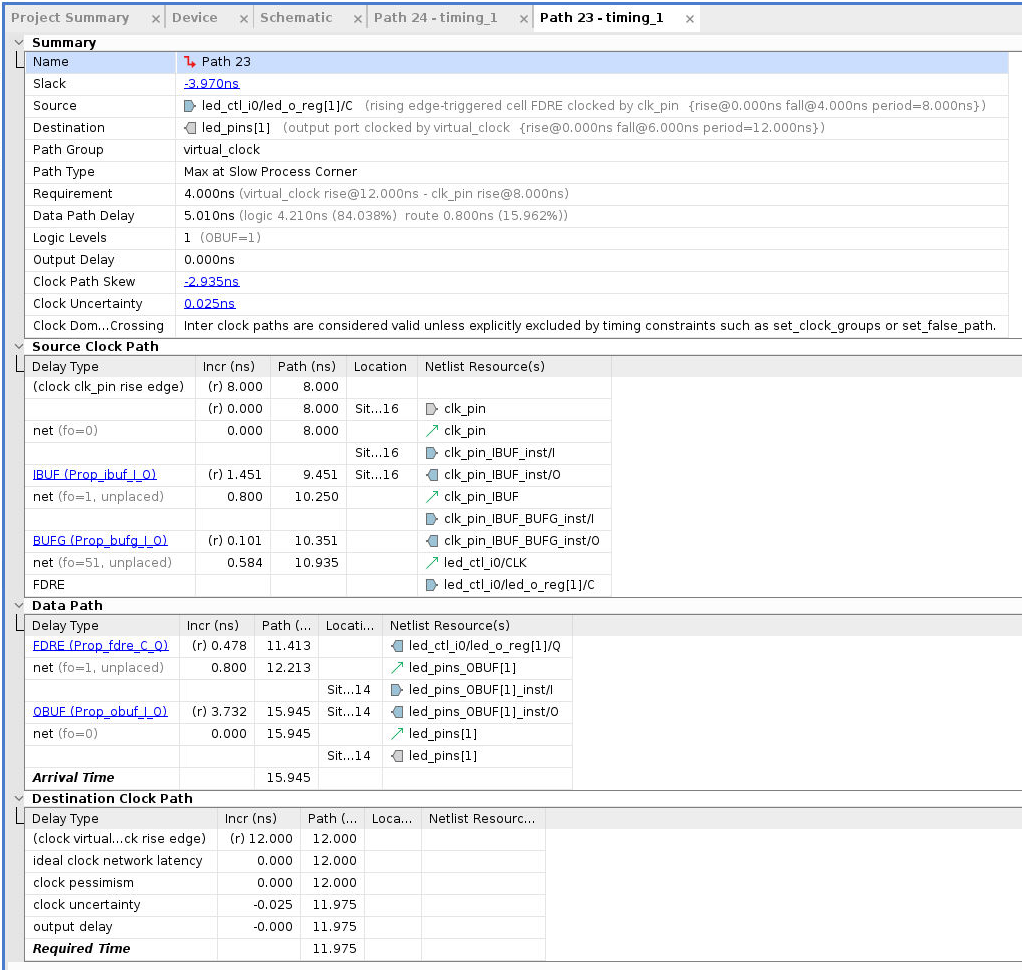 Project Summary × Device × Schematic × Path 24 - timing_1 × Path 23 - timing_1 ×
Summary
Name Path 23
Slack -3.970ns
Source led_ctl_i0/led_o_reg[1]/C (rising edge-triggered cell FDRE clocked by clk_pin {rise@0.000ns fall@4.000ns period=8.000ns})
Destination led_pins[1] (output port clocked by virtual_clock {rise@0.000ns fall@6.000ns period=12.000ns})
Path Group virtual_clock
Path Type Max at Slow Process Corner
Requirement 4.000ns (virtual_clock rise@12.000ns - clk_pin rise@8.000ns)
Data Path Delay 5.010ns (logic 4.210ns (84.038%) route 0.800ns (15.962%))
Logic Levels 1 (OBUF=1)
Output Delay 0.000ns
Clock Path Skew -2.935ns
Clock Uncertainty 0.025ns
Clock Dom...Crossing Inter clock paths are considered valid unless explicitly excluded by timing constraints such as set_clock_groups or set_false_path.
Source Clock Path
Delay Type Incr (ns) Path (ns) Location Netlist Resource(s)
(clock clk_pin rise edge) (r) 8.000 8.000
(r) 0.000 8.000 Sit...16 clk_pin
net (fo=0) 0.000 8.000 clk_pin
Sit...16 clk_pin_IBUF_inst/I
IBUF (Prop_ibuf_I_O) (r) 1.451 9.451 Sit...16 clk_pin_IBUF_inst/O
net (fo=1, unplaced) 0.800 10.250 clk_pin_IBUF
clk_pin_IBUF_BUFG_inst/I
BUFG (Prop_bufg_I_O) (r) 0.101 10.351 clk_pin_IBUF_BUFG_inst/O
net (fo=51, unplaced) 0.584 10.935 led_ctl_i0/CLK
FDRE led_ctl_i0/led_o_reg[1]/C
Data Path
Delay Type Incr (ns) Path (... Locati... Netlist Resource(s)
FDRE (Prop_fdre_C_Q) (r) 0.478 11.413 led_ctl_i0/led_o_reg[1]/Q
net (fo=1, unplaced) 0.800 12.213 led_pins_OBUF[1]
Sit...14 led_pins_OBUF[1]_inst/I
OBUF (Prop_obuf_I_O) (r) 3.732 15.945 Sit...14 led_pins_OBUF[1]_inst/O
net (fo=0) 0.000 15.945 led_pins[1]
Sit...14 led_pins[1]
Arrival Time 15.945
Destination Clock Path
Delay Type Incr (ns) Path (... Loca... Netlist Resourc...
(clock virtual...ck rise edge) (r) 12.000 12.000
ideal clock network latency 0.000 12.000
clock pessimism 0.000 12.000
clock uncertainty -0.025 11.975
output delay -0.000 11.975
Required Time 11.975